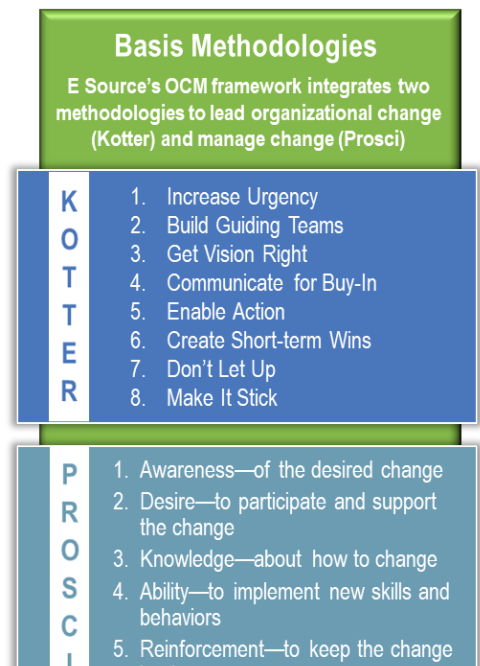 Basis Methodologies
E Source's OCM framework integrates two
methodologies to lead organizational change
(Kotter) and manage change (Prosci)
KOTTER
1. Increase Urgency
2. Build Guiding Teams
3. Get Vision Right
4. Communicate for Buy-In
5. Enable Action
6. Create Short-term Wins
7. Don't Let Up
8. Make It Stick
PROSCI
1. Awareness—of the desired change
2. Desire—to participate and support
the change
3. Knowledge—about how to change
4. Ability—to implement new skills and
behaviors
5. Reinforcement—to keep the change